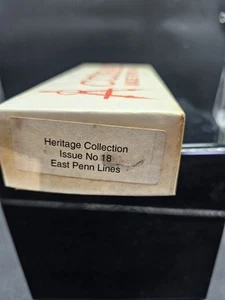 Heritage Collection
Issue No 18
East Penn Lines